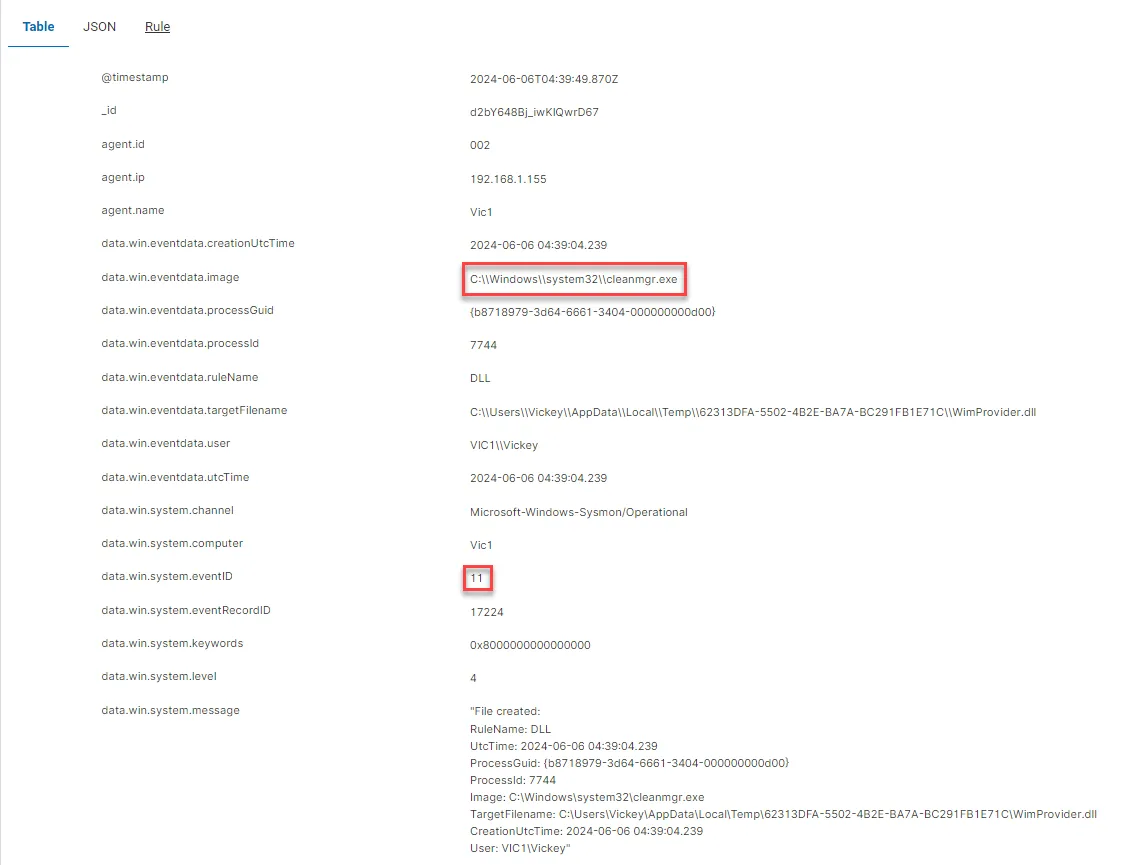 Table JSON Rule
@timestamp 2024-06-06T04:39:49.870Z
_id d2bY648Bj_iwKIQwrD67
agent.id 002
agent.ip 192.168.1.155
agent.name Vic1
data.win.eventdata.creationUtcTime 2024-06-06 04:39:04.239
data.win.eventdata.image C:\\Windows\\system32\\cleanmgr.exe
data.win.eventdata.processGuid {b8718979-3d64-6661-3404-000000000d00}
data.win.eventdata.processId 7744
data.win.eventdata.ruleName DLL
data.win.eventdata.targetFilename C:\\Users\\Vickey\\AppData\\Local\\Temp\\62313DFA-5502-4B2E-BA7A-BC291FB1E71C\\WimProvider.dll
data.win.eventdata.user VIC1\\Vickey
data.win.eventdata.utcTime 2024-06-06 04:39:04.239
data.win.system.channel Microsoft-Windows-Sysmon/Operational
data.win.system.computer Vic1
data.win.system.eventID 11
data.win.system.eventRecordID 17224
data.win.system.keywords 0x8000000000000000
data.win.system.level 4
data.win.system.message "File created:
RuleName: DLL
UtcTime: 2024-06-06 04:39:04.239
ProcessGuid: {b8718979-3d64-6661-3404-000000000d00}
ProcessId: 7744
Image: C:\Windows\system32\cleanmgr.exe
TargetFilename: C:\Users\Vickey\AppData\Local\Temp\62313DFA-5502-4B2E-BA7A-BC291FB1E71C\WimProvider.dll
CreationUtcTime: 2024-06-06 04:39:04.239
User: VIC1\Vickey"